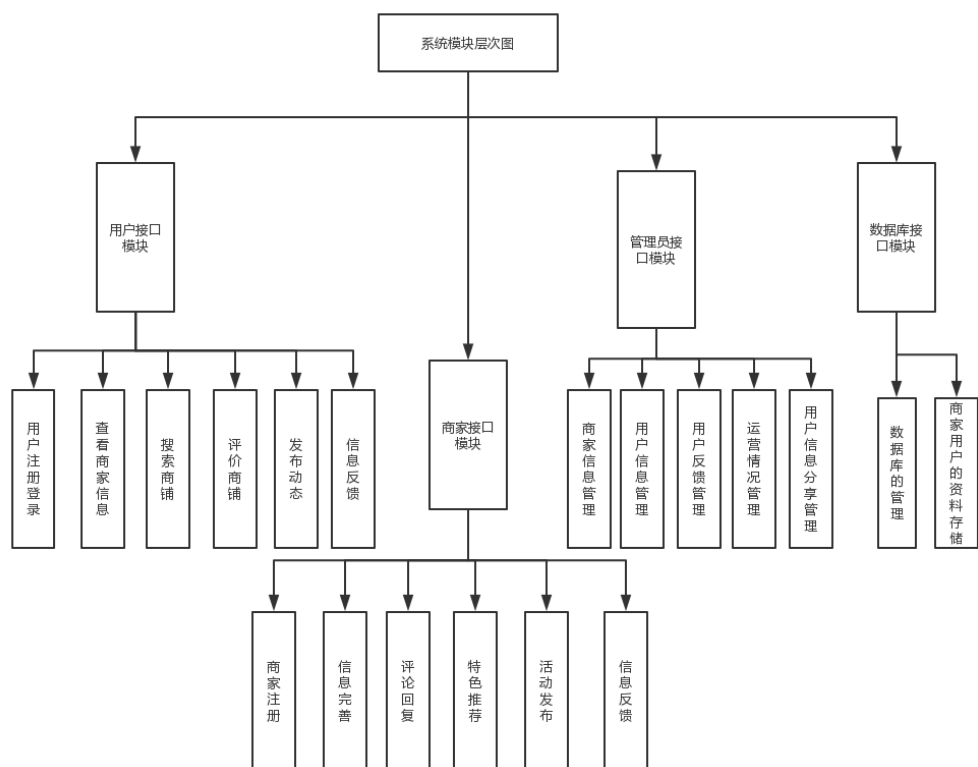 系统模块层次图
用户接口
模块
管理员接
口模块
数据库接
口模块
商家接口
模块
用户注册登录
查看商家信息
搜索商铺
评价商铺
发布动态
信息反馈
商家信息管理
用户信息管理
用户反馈管理
运营情况管理
用户信息分享管理
数据库的管理
商家用户的资料存储
商家注册
信息完善
评论回复
特色推荐
活动发布
信息反馈